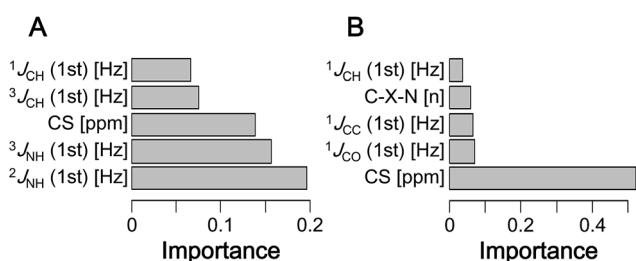 A
¹J_CH (1st) [Hz]
³J_CH (1st) [Hz]
CS [ppm]
³J_NH (1st) [Hz]
²J_NH (1st) [Hz]
0 0.1 0.2
Importance
B
¹J_CH (1st) [Hz]
C-X-N [n]
¹J_CC (1st) [Hz]
¹J_CO (1st) [Hz]
CS [ppm]
0 0.2 0.4
Importance